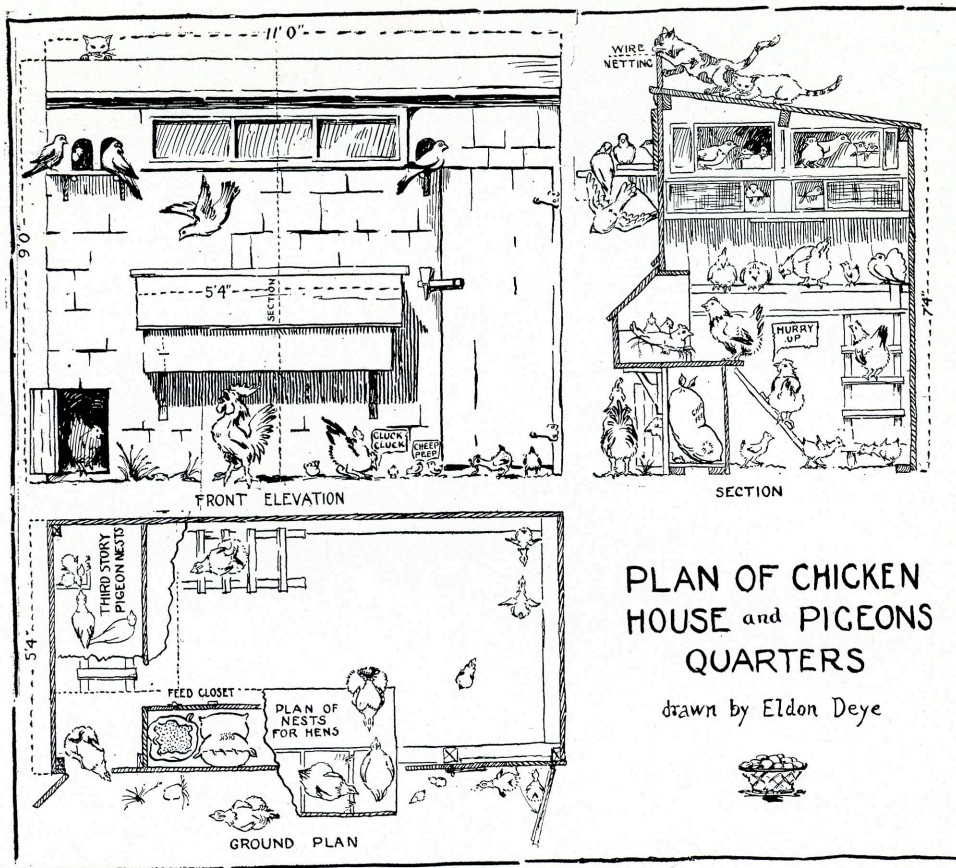 11'0"
WIRE
NETTING
9'0"
5'4"
SECTION
7'4"
HURRY
UP
CLUCK
CLUCK
CHEEP
PEEP
FRONT ELEVATION
SECTION
THIRD STORY
PIGEON NESTS
5'4"
FEED CLOSET
PLAN OF
NESTS
FOR HENS
GROUND PLAN
PLAN OF CHICKEN
HOUSE and PIGEONS
QUARTERS
drawn by Eldon Deye